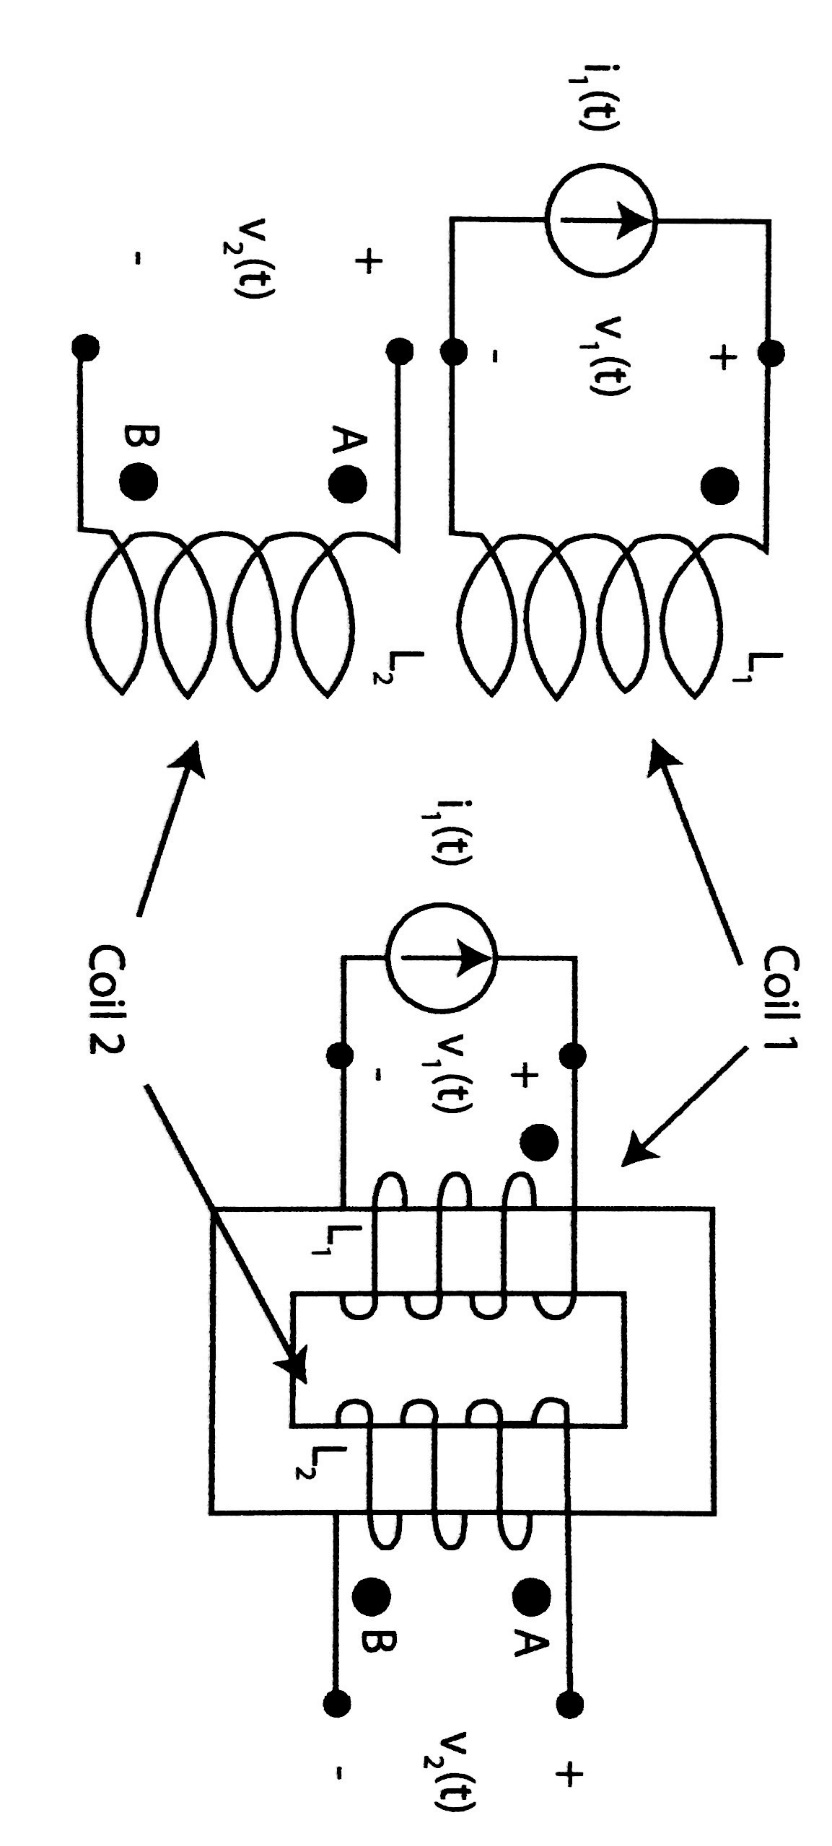 Coil 1
L₁
+
i₁(t)
v₁(t)
-
L₂
+
A
v₂(t)
B
-
Coil 2
+
i₁(t)
v₁(t)
-
L₁
L₂
A
B
+
v₂(t)
-